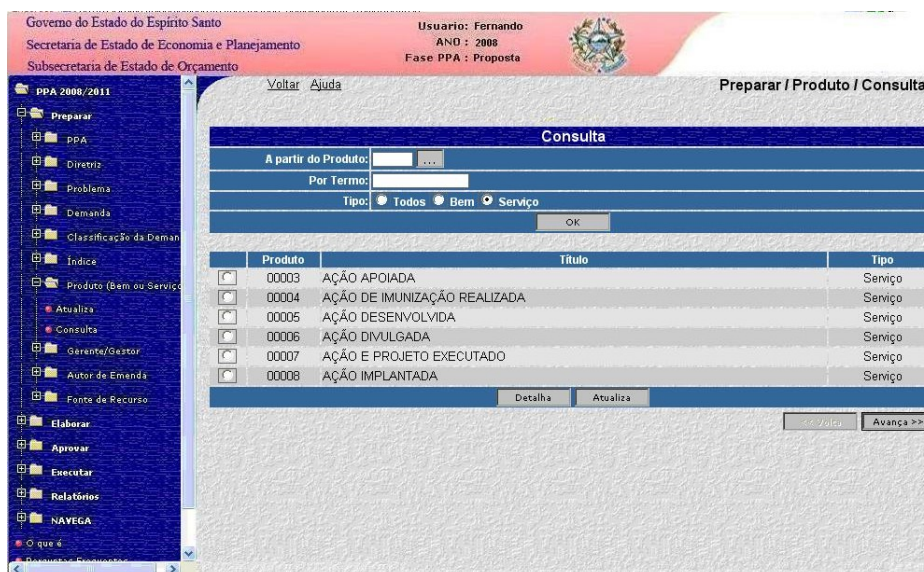 Governo do Estado do Espírito Santo
Secretaria de Estado de Economia e Planejamento
Subsecretaria de Estado de Orçamento
Usuario: Fernando
ANO : 2008
Fase PPA : Proposta
Voltar Ajuda
Preparar / Produto / Consulta
PPA 2008/2011
Preparar
PPA
Diretriz
Problema
Demanda
Classificação da Deman
Índice
Produto (Bem ou Serviço
Atualiza
Consulta
Gerente/Gestor
Autor de Emenda
Fonte de Recurso
Elaborar
Aprovar
Executar
Relatórios
NAVEGA
O que é
Perguntas Frequentes
Consulta
A partir do Produto: ...
Por Termo:
Tipo: Todos Bem Serviço
OK
Produto Título Tipo
00003 AÇÃO APOIADA Serviço
00004 AÇÃO DE IMUNIZAÇÃO REALIZADA Serviço
00005 AÇÃO DESENVOLVIDA Serviço
00006 AÇÃO DIVULGADA Serviço
00007 AÇÃO E PROJETO EXECUTADO Serviço
00008 AÇÃO IMPLANTADA Serviço
Detalha Atualiza
<< Volta Avança >>